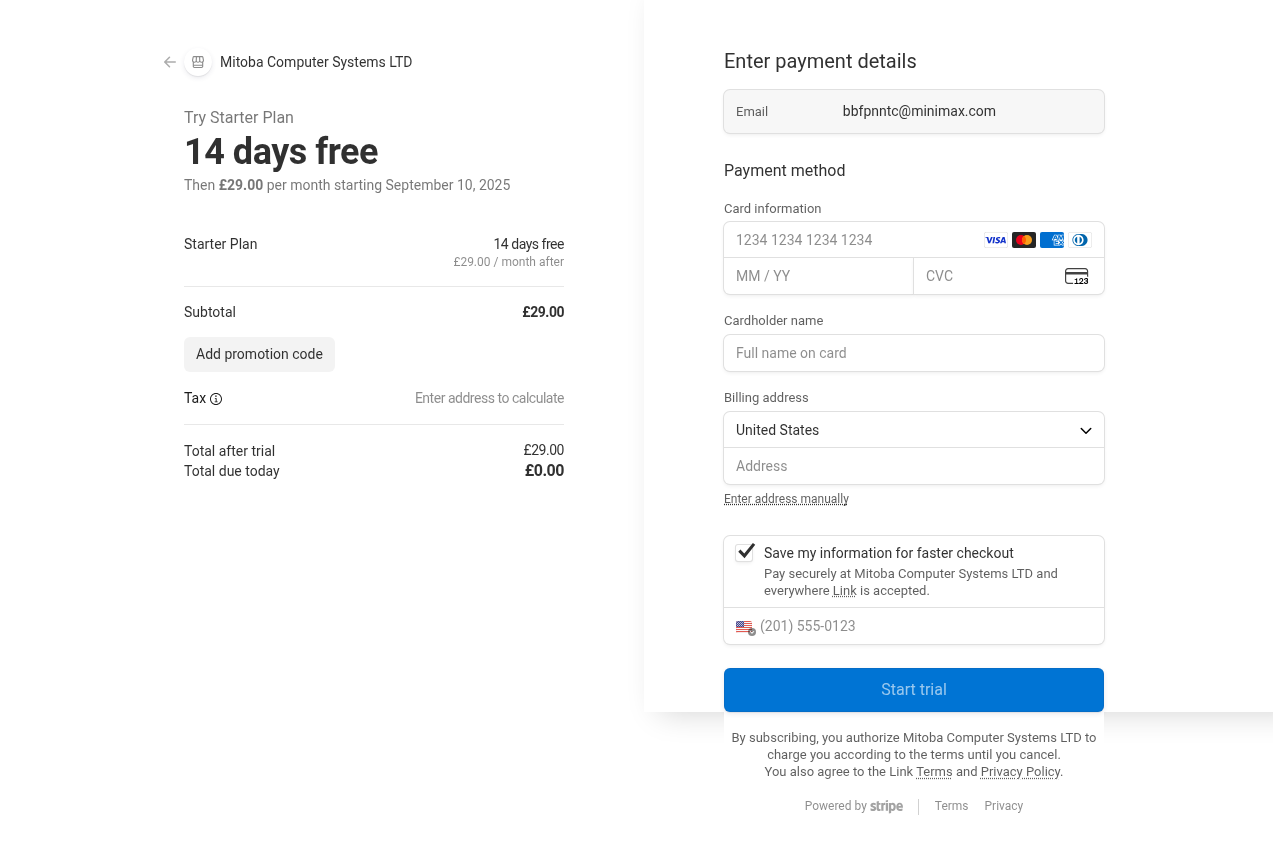 Mitoba Computer Systems LTD
Try Starter Plan
14 days free
Then £29.00 per month starting September 10, 2025
Starter Plan
14 days free
£29.00 / month after
Subtotal
£29.00
Add promotion code
Tax
Enter address to calculate
Total after trial
£29.00
Total due today
£0.00
Enter payment details
Email
bbfpnntc@minimax.com
Payment method
Card information
1234 1234 1234 1234
VISA
MM / YY
CVC
123
Cardholder name
Full name on card
Billing address
United States
Address
Enter address manually
Save my information for faster checkout
Pay securely at Mitoba Computer Systems LTD and
everywhere Link is accepted.
(201) 555-0123
Start trial
By subscribing, you authorize Mitoba Computer Systems LTD to
charge you according to the terms until you cancel.
You also agree to the Link Terms and Privacy Policy.
Powered by stripe
Terms
Privacy